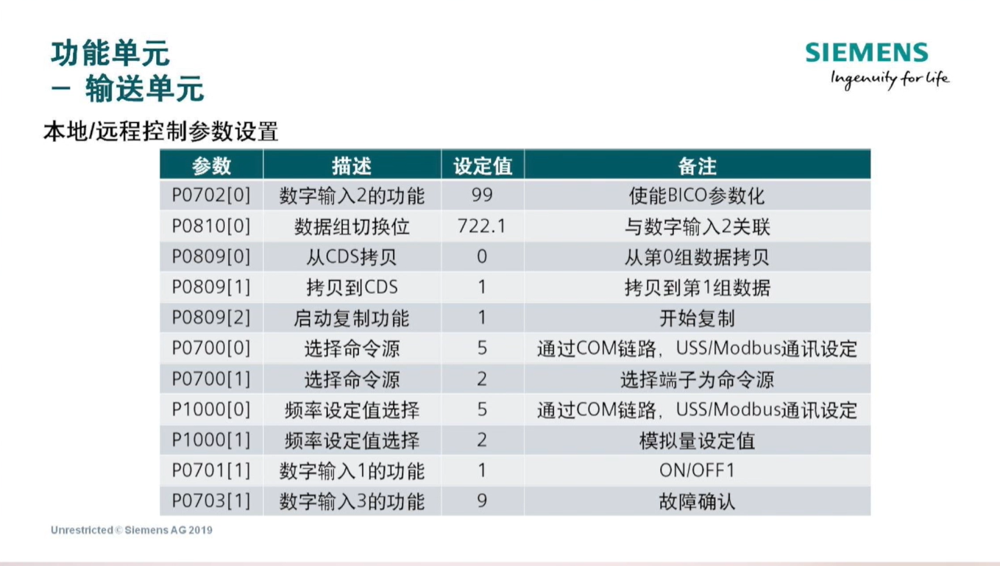 功能单元
– 输送单元
SIEMENS
Ingenuity for life
本地/远程控制参数设置
参数 描述 设定值 备注
P0702[0] 数字输入2的功能 99 使能BICO参数化
P0810[0] 数据组切换位 722.1 与数字输入2关联
P0809[0] 从CDS拷贝 0 从第0组数据拷贝
P0809[1] 拷贝到CDS 1 拷贝到第1组数据
P0809[2] 启动复制功能 1 开始复制
P0700[0] 选择命令源 5 通过COM链路，USS/Modbus通讯设定
P0700[1] 选择命令源 2 选择端子为命令源
P1000[0] 频率设定值选择 5 通过COM链路，USS/Modbus通讯设定
P1000[1] 频率设定值选择 2 模拟量设定值
P0701[1] 数字输入1的功能 1 ON/OFF1
P0703[1] 数字输入3的功能 9 故障确认
Unrestricted © Siemens AG 2019